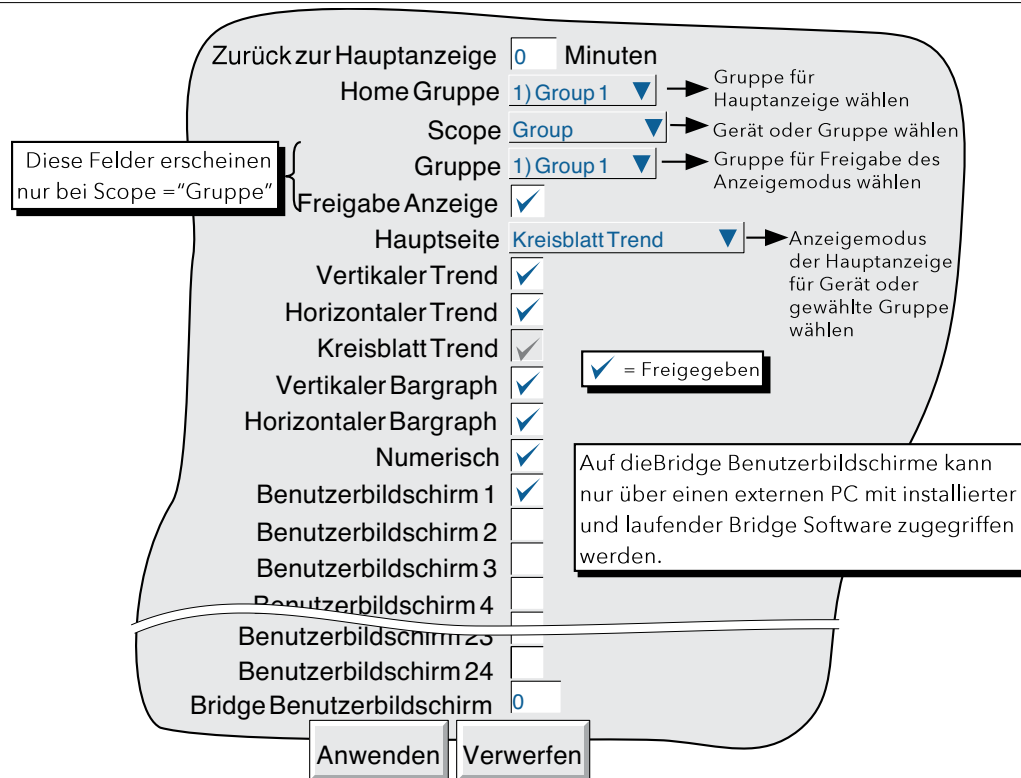 Zurück zur Hauptanzeige 0 Minuten
Home Gruppe 1) Group 1
Gruppe für
Hauptanzeige wählen
Scope Group
Gerät oder Gruppe wählen
Diese Felder erscheinen
nur bei Scope =“Gruppe”
Gruppe 1) Group 1
Gruppe für Freigabe des
Anzeigemodus wählen
Freigabe Anzeige
Hauptseite Kreisblatt Trend
Anzeigemodus
der Hauptanzeige
für Gerät oder
gewählte Gruppe
wählen
Vertikaler Trend
Horizontaler Trend
Kreisblatt Trend
= Freigegeben
Vertikaler Bargraph
Horizontaler Bargraph
Numerisch
Auf dieBridge Benutzerbildschirme kann
nur über einen externen PC mit installierter
und laufender Bridge Software zugegriffen
werden.
Benutzerbildschirm 1
Benutzerbildschirm 2
Benutzerbildschirm 3
Benutzerbildschirm 4
Benutzerbildschirm 23
Benutzerbildschirm 24
Bridge Benutzerbildschirm 0
Anwenden Verwerfen